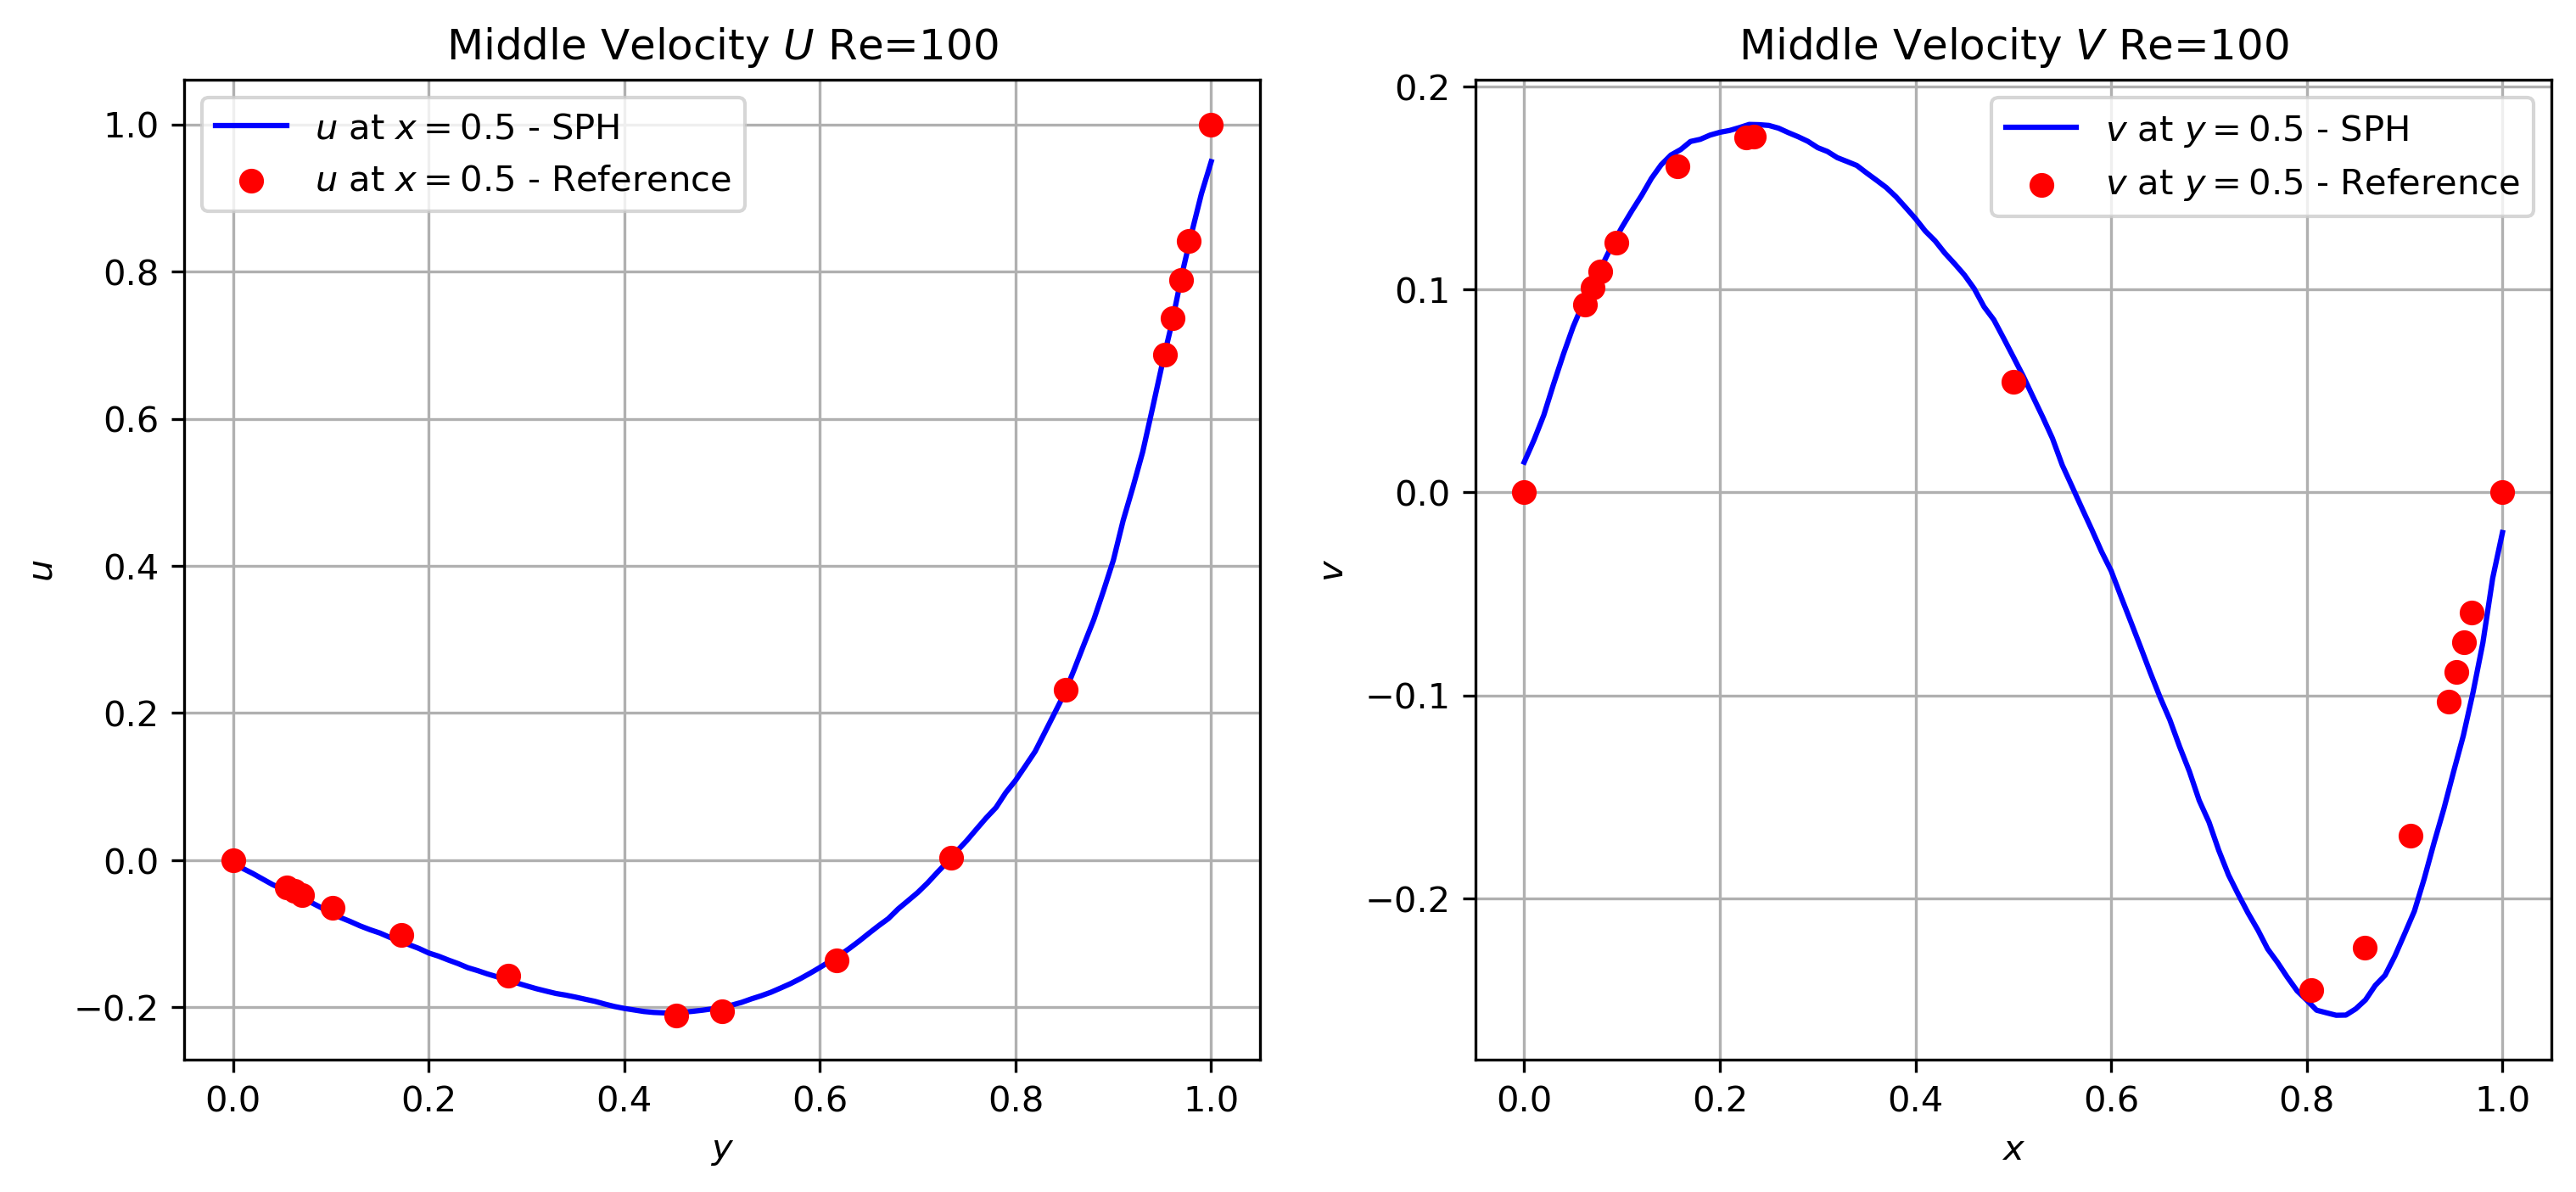 Middle Velocity U Re=100
u at x = 0.5 - SPH
u at x = 0.5 - Reference
1.0
0.8
0.6
0.4
0.2
0.0
−0.2
u
0.0 0.2 0.4 0.6 0.8 1.0
y
Middle Velocity V Re=100
v at y = 0.5 - SPH
v at y = 0.5 - Reference
0.2
0.1
0.0
−0.1
−0.2
v
0.0 0.2 0.4 0.6 0.8 1.0
x